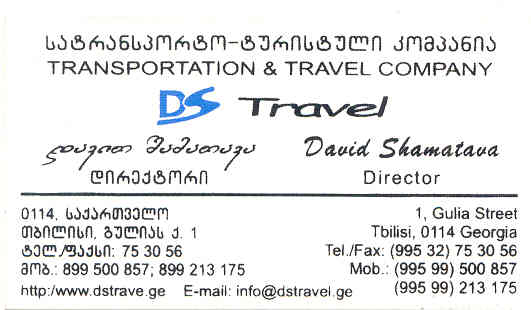 სატრანსპორტო-ტურისტული კომპანია
TRANSPORTATION & TRAVEL COMPANY
DS Travel
დავით შამათავა
David Shamatava
დირექტორი
Director
0114, საქართველო
თბილისი, გულიას ქ. 1
ტელ/ფაქსი: 75 30 56
მობ.: 899 500 857; 899 213 175
http:/www.dstrave.ge E-mail: info@dstravel.ge
1, Gulia Street
Tbilisi, 0114 Georgia
Tel./Fax: (995 32) 75 30 56
Mob.: (995 99) 500 857
(995 99) 213 175